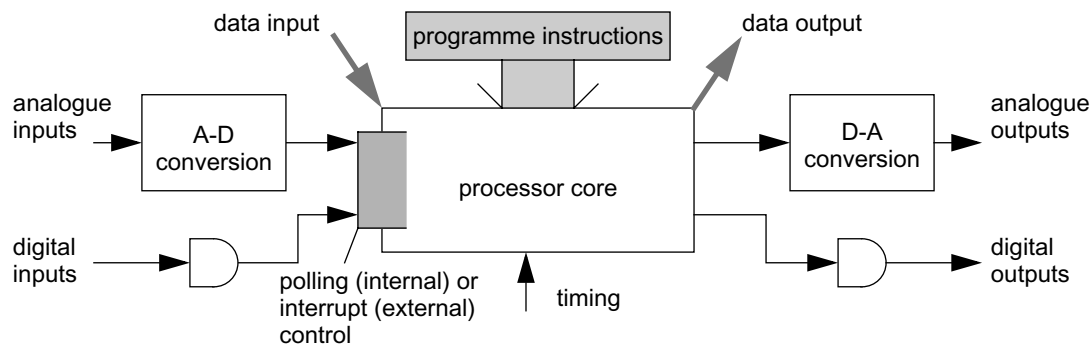 data input
programme instructions
data output
analogue
inputs
A-D
conversion
processor core
D-A
conversion
analogue
outputs
digital
inputs
polling (internal) or
interrupt (external)
control
timing
digital
outputs